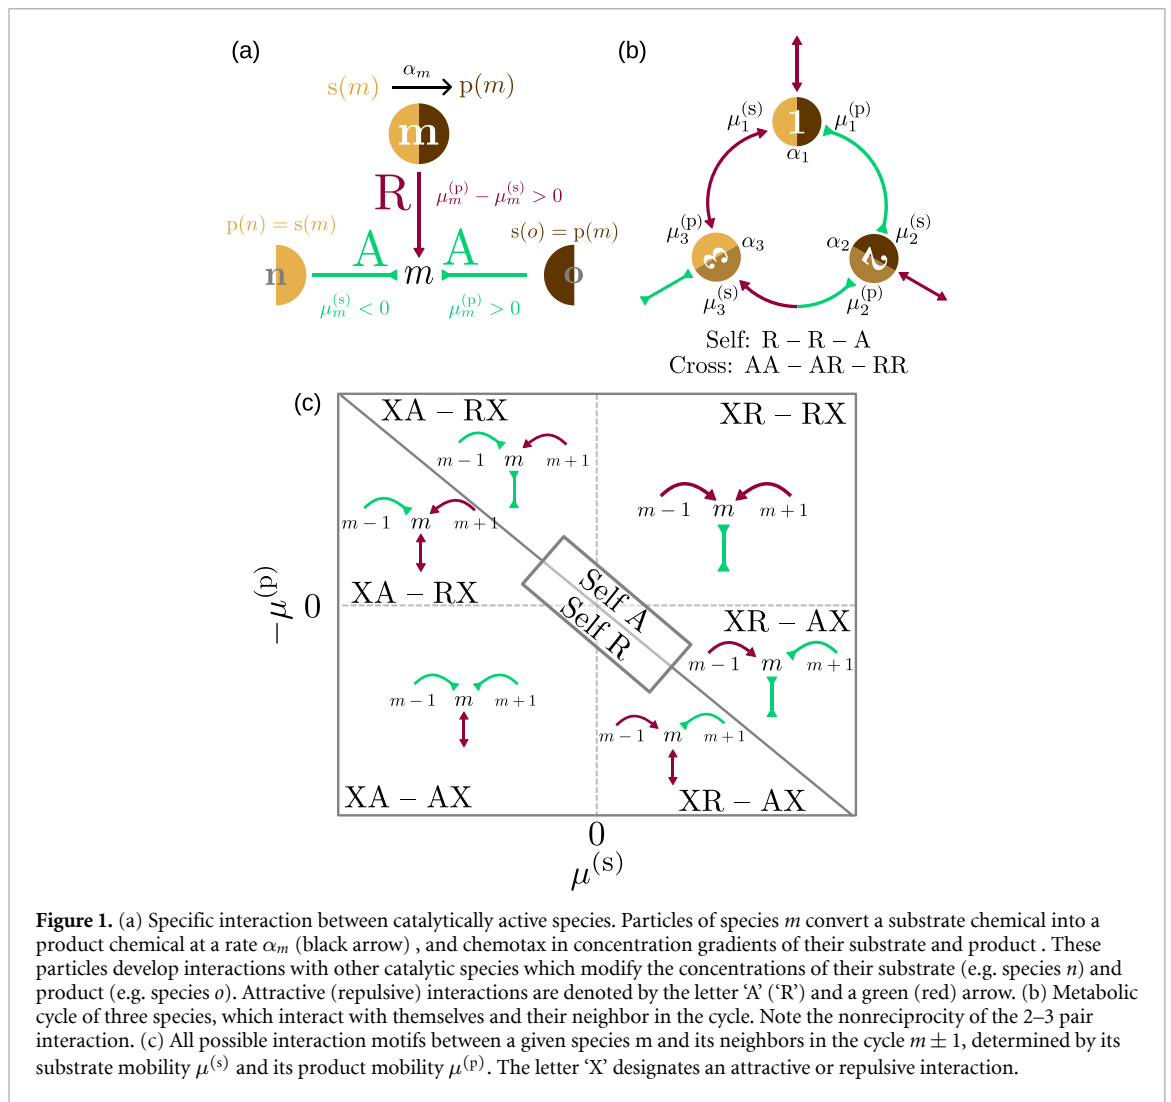 (a)
s(m) α_m p(m)
m
R μ_m^(p) − μ_m^(s) > 0
p(n) = s(m) s(o) = p(m)
n A m A o
μ_m^(s) < 0 μ_m^(p) > 0
(b)
μ_1^(s) 1 μ_1^(p)
α_1
μ_3^(p) α_3 α_2 μ_2^(s)
3 2
μ_3^(s) μ_2^(p)
Self: R − R − A
Cross: AA − AR − RR
(c)
XA − RX XR − RX
m − 1 m m + 1
m − 1 m m + 1
m − 1 m m + 1
XA − RX
Self A
Self R
XR − AX
m − 1 m m + 1
m − 1 m m + 1
m − 1 m m + 1
XA − AX XR − AX
−μ^(p) 0
0
μ^(s)
Figure 1. (a) Specific interaction between catalytically active species. Particles of species m convert a substrate chemical into a
product chemical at a rate α_m (black arrow) , and chemotax in concentration gradients of their substrate and product . These
particles develop interactions with other catalytic species which modify the concentrations of their substrate (e.g. species n) and
product (e.g. species o). Attractive (repulsive) interactions are denoted by the letter ‘A’ (‘R’) and a green (red) arrow. (b) Metabolic
cycle of three species, which interact with themselves and their neighbor in the cycle. Note the nonreciprocity of the 2–3 pair
interaction. (c) All possible interaction motifs between a given species m and its neighbors in the cycle m ± 1, determined by its
substrate mobility μ^(s) and its product mobility μ^(p). The letter ‘X’ designates an attractive or repulsive interaction.